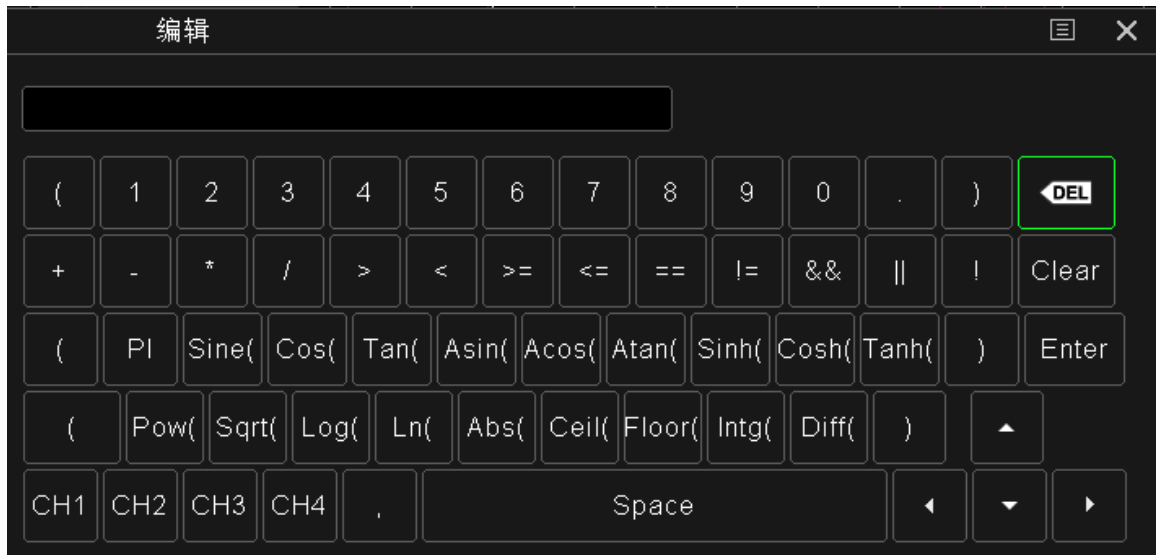 编辑
( 1 2 3 4 5 6 7 8 9 0 . ) DEL
+ - * / > < >= <= == != && || ! Clear
( PI Sine( Cos( Tan( Asin( Acos( Atan( Sinh( Cosh( Tanh( ) Enter
( Pow( Sqrt( Log( Ln( Abs( Ceil( Floor( Intg( Diff( )
CH1 CH2 CH3 CH4 , Space